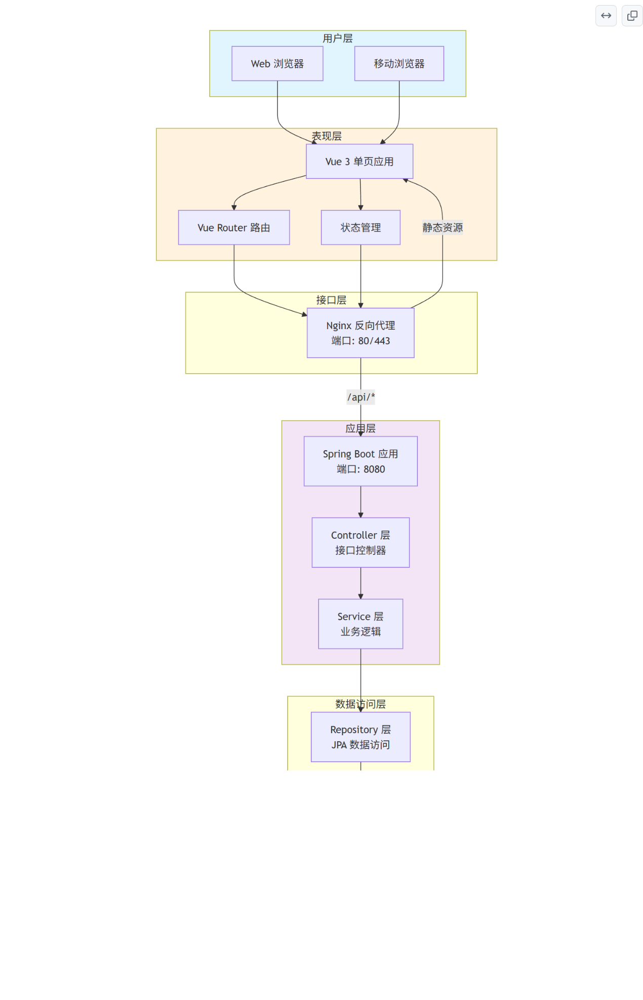 用户层
Web 浏览器
移动浏览器
表现层
Vue 3 单页应用
Vue Router 路由
状态管理
静态资源
接口层
Nginx 反向代理
端口: 80/443
/api/*
应用层
Spring Boot 应用
端口: 8080
Controller 层
接口控制器
Service 层
业务逻辑
数据访问层
Repository 层
JPA 数据访问